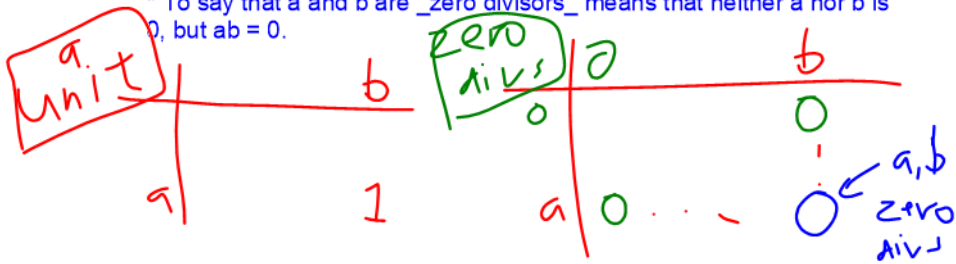 " To say that a and b are _zero divisors_ means that neither a nor b is
0, but ab = 0.
a unit
b
a 1
zero divs
0 b
0 0
a 0 . . . 0
a, b
zero
divs